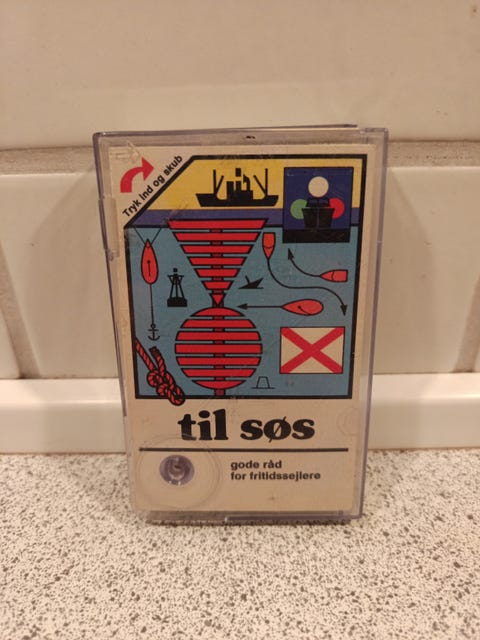 Tryk ind og skub
til søs
gode råd
for fritidssejlere